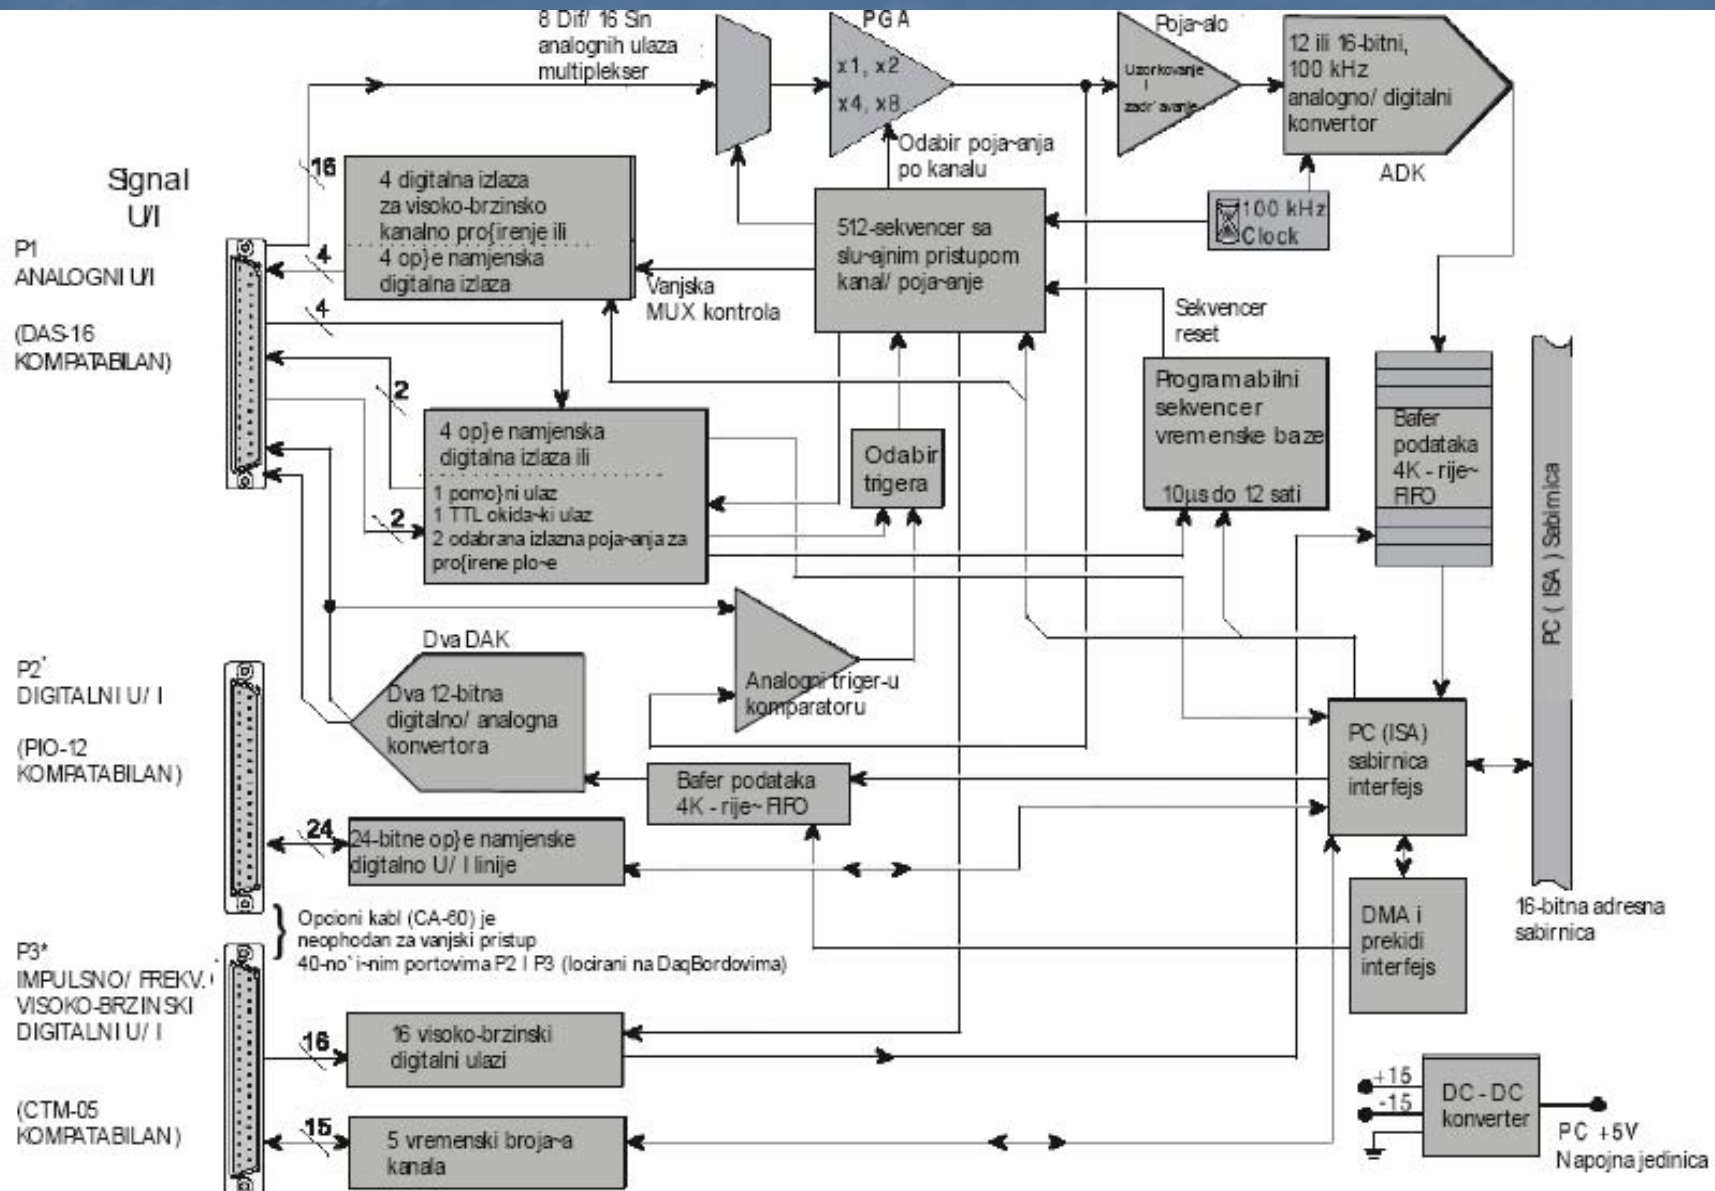 8 Dif/ 16 Sin
analognih ulaza
multiplekser
PGA
x1, x2
x4, x8
Poja~alo
Uzorkovanje
i
zadr`avanje
12 ili 16-bitni,
100 kHz
analogno/ digitalni
konvertor
ADK
Odabir poja~anja
po kanalu
Signal
U/I
16
4 digitalna izlaza
za visoko-brzinsko
kanalno pro{irenje ili
4 op}e namjenska
digitalna izlaza
512-sekvencer sa
slu~ajnim pristupom
kanal/ poja~anje
100 kHz
Clock
P1
ANALOGNI U/I
(DAS-16
KOMPATABILAN)
4
4
2
2
Vanjska
MUX kontrola
Sekvencer
reset
Programabilni
sekvencer
vremenske baze
10µs do 12 sati
Bafer
podataka
4K - rije~
FIFO
PC ( ISA ) Sabirnica
4 op}e namjenska
digitalna izlaza ili
1 pomo}ni ulaz
1 TTL okida~ki ulaz
2 odabrana izlazna poja~anja za
pro{irene plo~e
Odabir
trigera
Dva DAK
Dva 12-bitna
digitalno/ analogna
konvertora
Analogni triger-u
komparatoru
P2*
DIGITALNI U/ I
(PIO-12
KOMPATABILAN)
PC (ISA)
sabirnica
interfejs
Bafer podataka
4K - rije~ FIFO
24
24-bitne op}e namjenske
digitalno U/ I linije
DMA i
prekidi
interfejs
16-bitna adresna
sabirnica
Opcioni kabl (CA-60) je
neophodan za vanjski pristup
40-no`i~nim portovima P2 I P3 (locirani na DaqBordovima)
P3*
IMPULSNO/ FREKV.
VISOKO-BRZINSKI
DIGITALNI U/ I
(CTM-05
KOMPATABILAN)
16
16 visoko-brzinski
digitalni ulazi
15
5 vremenski broja~a
kanala
+15
-15
DC - DC
konverter
PC +5V
Napojna jedinica